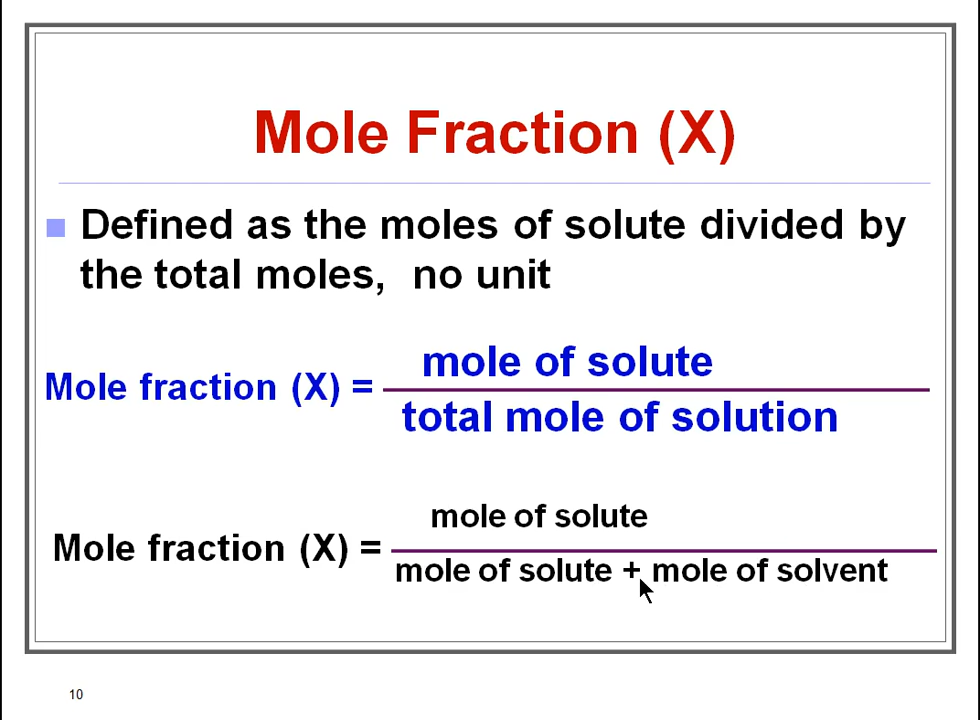 Mole Fraction (X)
Defined as the moles of solute divided by
the total moles, no unit
mole of solute
Mole fraction (X) =
total mole of solution
mole of solute
Mole fraction (X) =
mole of solute + mole of solvent
10